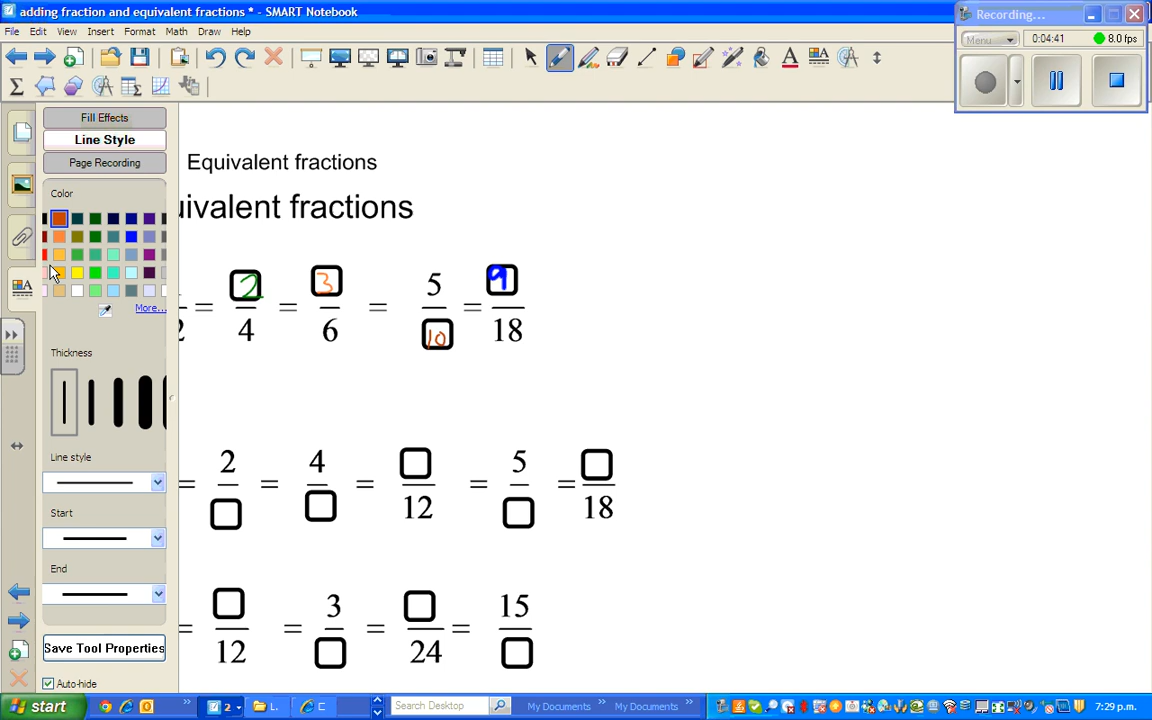 adding fraction and equivalent fractions * - SMART Notebook
Recording...
File Edit View Insert Format Math Draw Help
Menu 0:04:41 8.0 fps
Fill Effects
Line Style
Page Recording
Equivalent fractions
uivalent fractions
Color
More...
2 = 2/4 = 3/6 = 5/10 = 9/18
Thickness
Line style
= 2/□ = 4/□ = □/12 = 5/□ = □/18
Start
End
= □/12 = 3/□ = □/24 = 15/□
Save Tool Properties
Auto-hide
start 2 L. C Search Desktop My Documents My Documents 7:29 p.m.